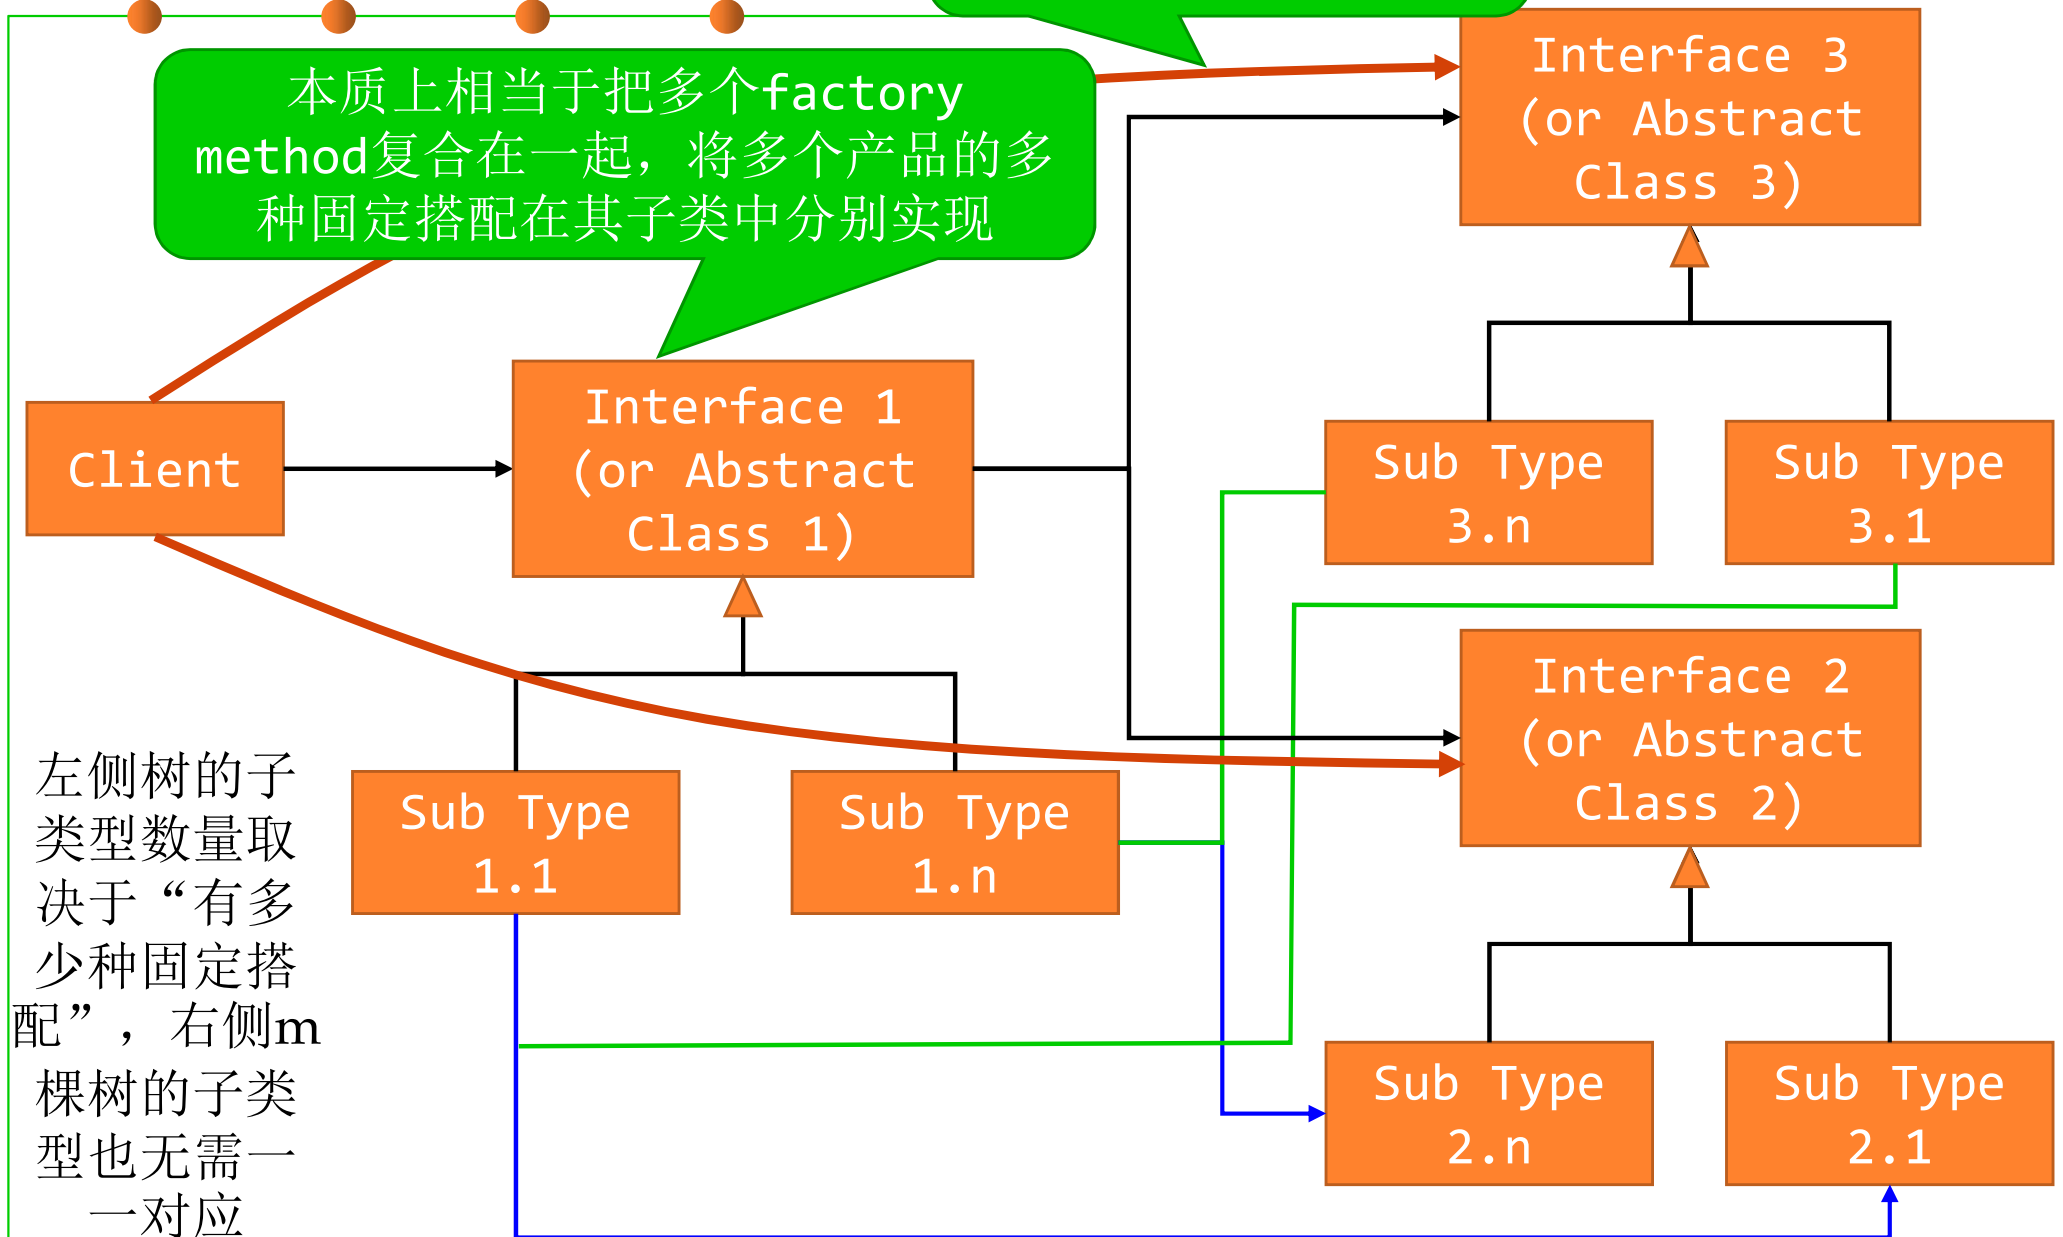 本质上相当于把多个factory
method复合在一起，将多个产品的多
种固定搭配在其子类中分别实现
Interface 3
(or Abstract
Class 3)
Client
Interface 1
(or Abstract
Class 1)
Sub Type
3.n
Sub Type
3.1
Interface 2
(or Abstract
Class 2)
左侧树的子
类型数量取
决于“有多
少种固定搭
配”，右侧m
棵树的子类
型也无需一
一对应
Sub Type
1.1
Sub Type
1.n
Sub Type
2.n
Sub Type
2.1